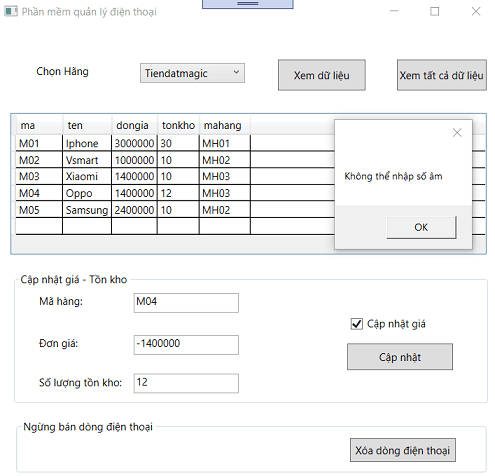 Phần mềm quản lý điện thoại
Chọn Hãng
Tiendatmagic
Xem dữ liệu
Xem tất cả dữ liệu
ma ten dongia tonkho mahang
M01 Iphone 3000000 30 MH01
M02 Vsmart 1000000 10 MH02
M03 Xiaomi 1400000 10 MH03
M04 Oppo 1400000 12 MH03
M05 Samsung 2400000 10 MH02
Không thể nhập số âm
OK
Cập nhật giá - Tồn kho
Mã hàng: M04
Cập nhật giá
Đơn giá: -1400000
Cập nhật
Số lượng tồn kho: 12
Ngừng bán dòng điện thoại
Xóa dòng điện thoại